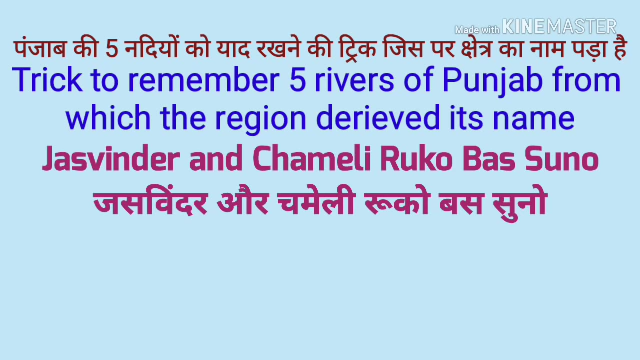 Made with KINEMASTER
पंजाब की 5 नदियों को याद रखने की ट्रिक जिस पर क्षेत्र का नाम पड़ा है
Trick to remember 5 rivers of Punjab from
which the region derieved its name
Jasvinder and Chameli Ruko Bas Suno
जसविंदर और चमेली रूको बस सुनो